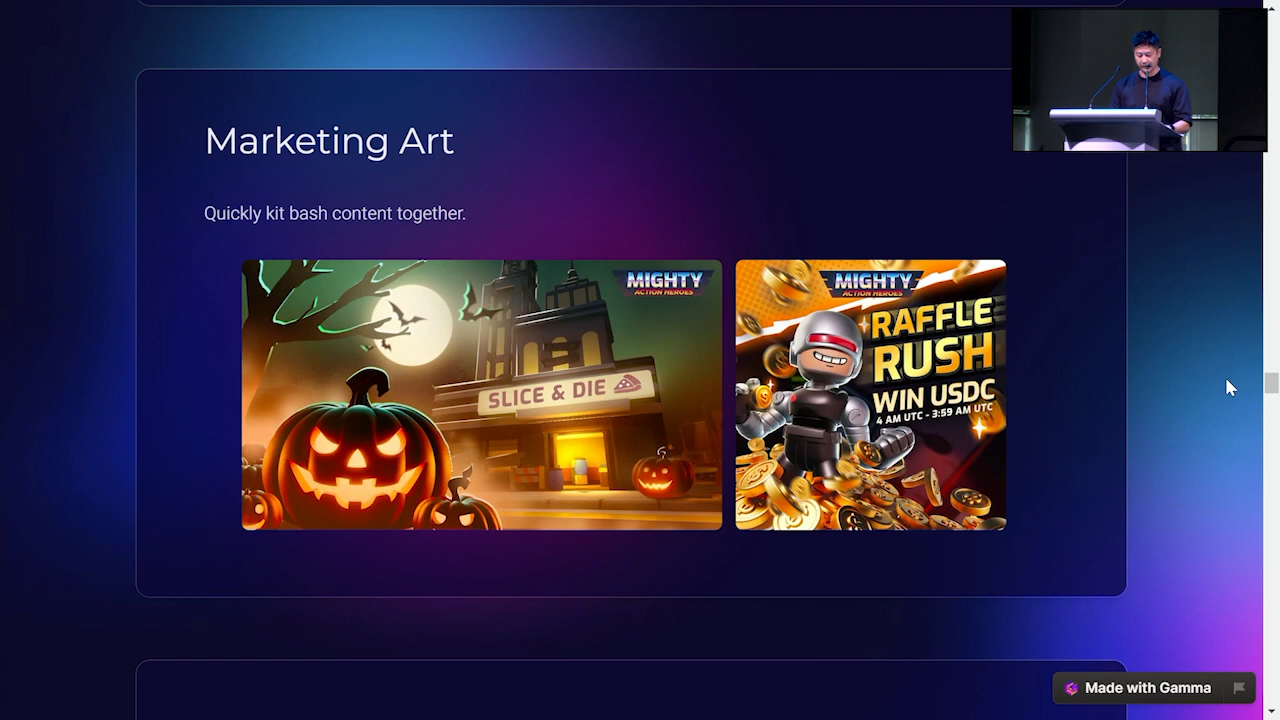 Marketing Art
Quickly kit bash content together.
MIGHTY
ACTION HEROES
SLICE & DIE
MIGHTY
ACTION HEROES
RAFFLE
RUSH
WIN USDC
4 AM UTC - 3:59 AM UTC
Made with Gamma